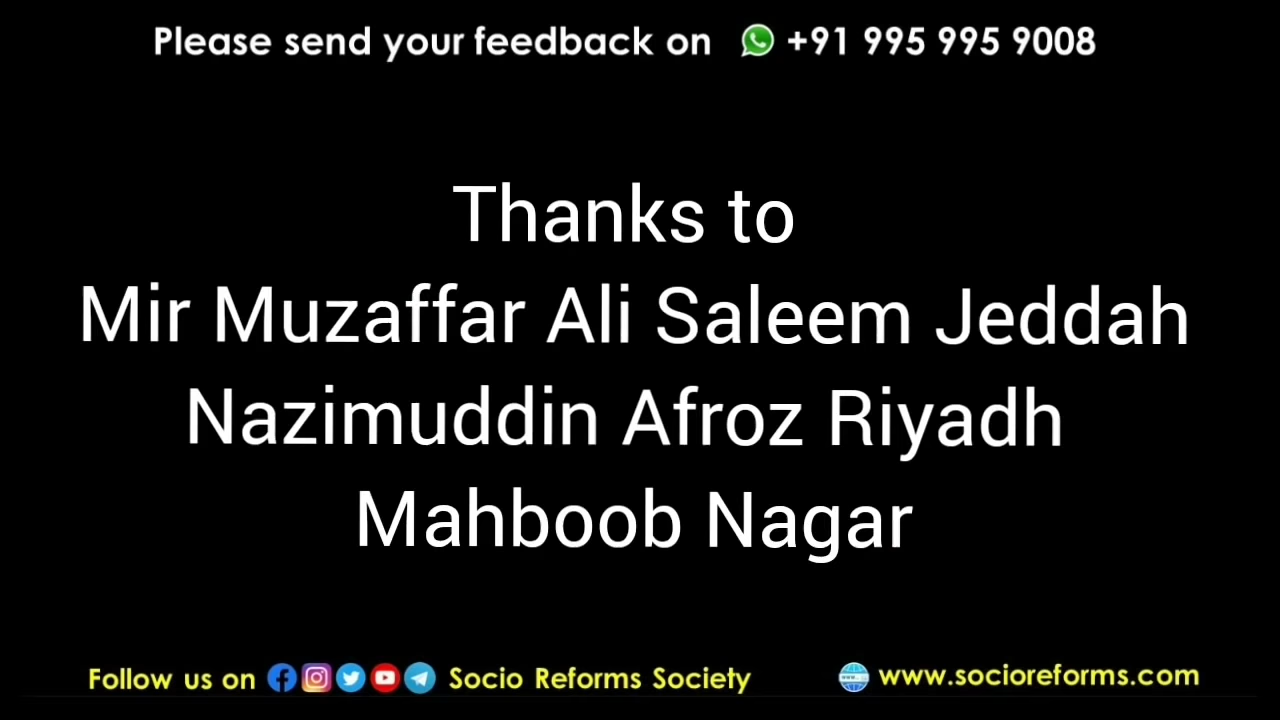 Please send your feedback on +91 995 995 9008
Thanks to
Mir Muzaffar Ali Saleem Jeddah
Nazimuddin Afroz Riyadh
Mahboob Nagar
Follow us on Socio Reforms Society www.socioreforms.com